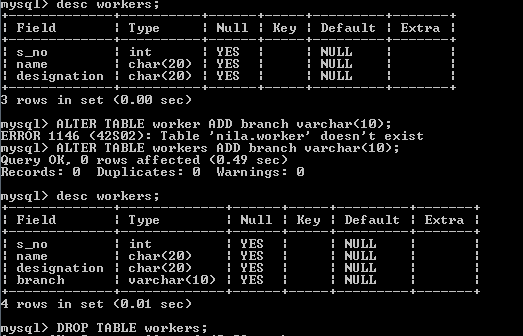 mysql> desc workers;
+-------------+----------+------+-----+---------+-------+
| Field       | Type     | Null | Key | Default | Extra |
+-------------+----------+------+-----+---------+-------+
| s_no        | int      | YES  |     | NULL    |       |
| name        | char(20) | YES  |     | NULL    |       |
| designation | char(20) | YES  |     | NULL    |       |
+-------------+----------+------+-----+---------+-------+
3 rows in set (0.00 sec)
mysql> ALTER TABLE worker ADD branch varchar(10);
ERROR 1146 (42S02): Table 'nila.worker' doesn't exist
mysql> ALTER TABLE workers ADD branch varchar(10);
Query OK, 0 rows affected (0.49 sec)
Records: 0  Duplicates: 0  Warnings: 0
mysql> desc workers;
+-------------+-------------+------+-----+---------+-------+
| Field       | Type        | Null | Key | Default | Extra |
+-------------+-------------+------+-----+---------+-------+
| s_no        | int         | YES  |     | NULL    |       |
| name        | char(20)    | YES  |     | NULL    |       |
| designation | char(20)    | YES  |     | NULL    |       |
| branch      | varchar(10) | YES  |     | NULL    |       |
+-------------+-------------+------+-----+---------+-------+
4 rows in set (0.01 sec)
mysql> DROP TABLE workers;